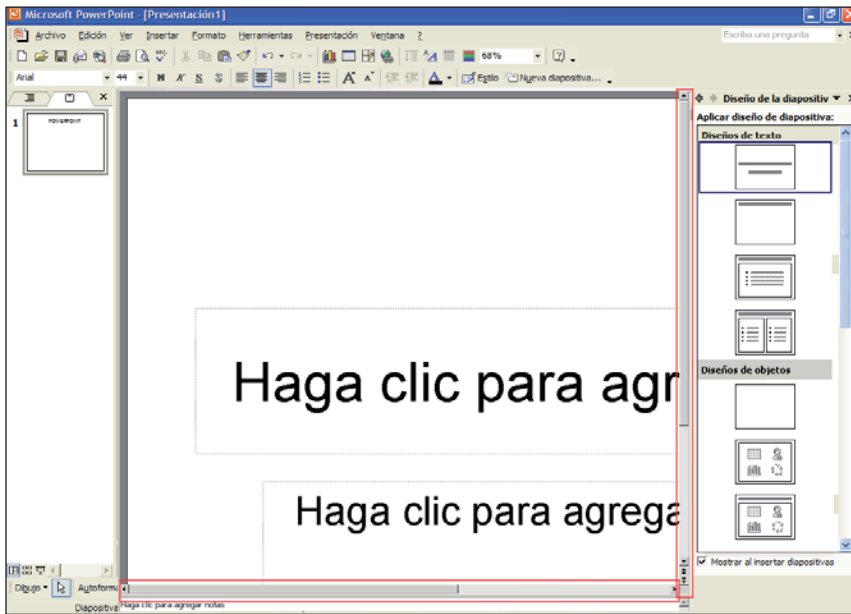 Microsoft PowerPoint - [Presentación1]
Archivo Edición Ver Insertar Formato Herramientas Presentación Ventana ?
Escriba una pregunta
68%
Arial 44 N K S S Estilo Nueva diapositiva...
Diseño de la diapositiv
Aplicar diseño de diapositiva:
1
Diseños de texto
Haga clic para agr
Diseños de objetos
Haga clic para agrega
Mostrar al insertar diapositivas
Dibujo Autoform
Diapositiva
Haga clic para agregar notas